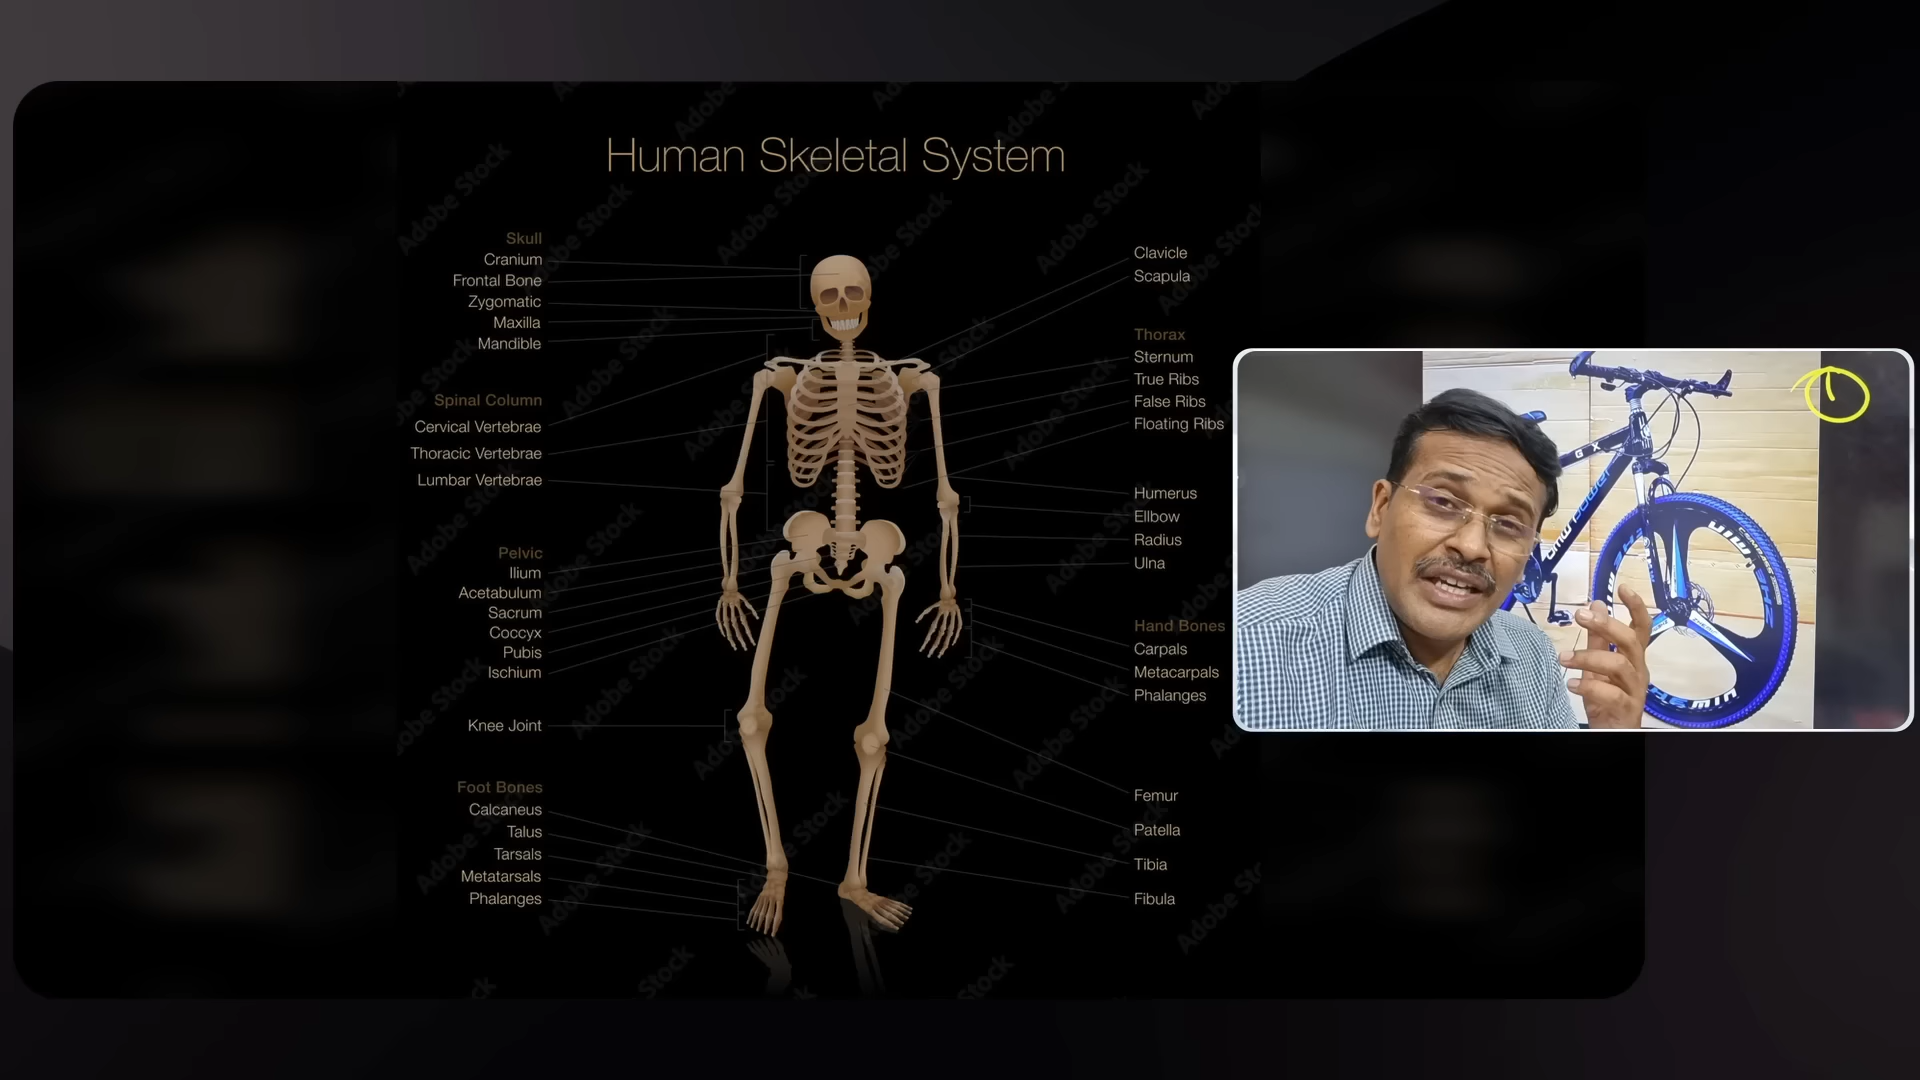 Human Skeletal System
Skull
Cranium
Frontal Bone
Zygomatic
Maxilla
Mandible
Spinal Column
Cervical Vertebrae
Thoracic Vertebrae
Lumbar Vertebrae
Pelvic
Ilium
Acetabulum
Sacrum
Coccyx
Pubis
Ischium
Knee Joint
Foot Bones
Calcaneus
Talus
Tarsals
Metatarsals
Phalanges
Clavicle
Scapula
Thorax
Sternum
True Ribs
False Ribs
Floating Ribs
Humerus
Ellbow
Radius
Ulna
Hand Bones
Carpals
Metacarpals
Phalanges
Femur
Patella
Tibia
Fibula
Adobe Stock
G X
power